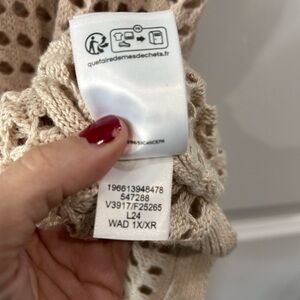 quefairedemesdechets.fr
196613948478
547288
V3917/F25265
L24
WAD 1X/XR